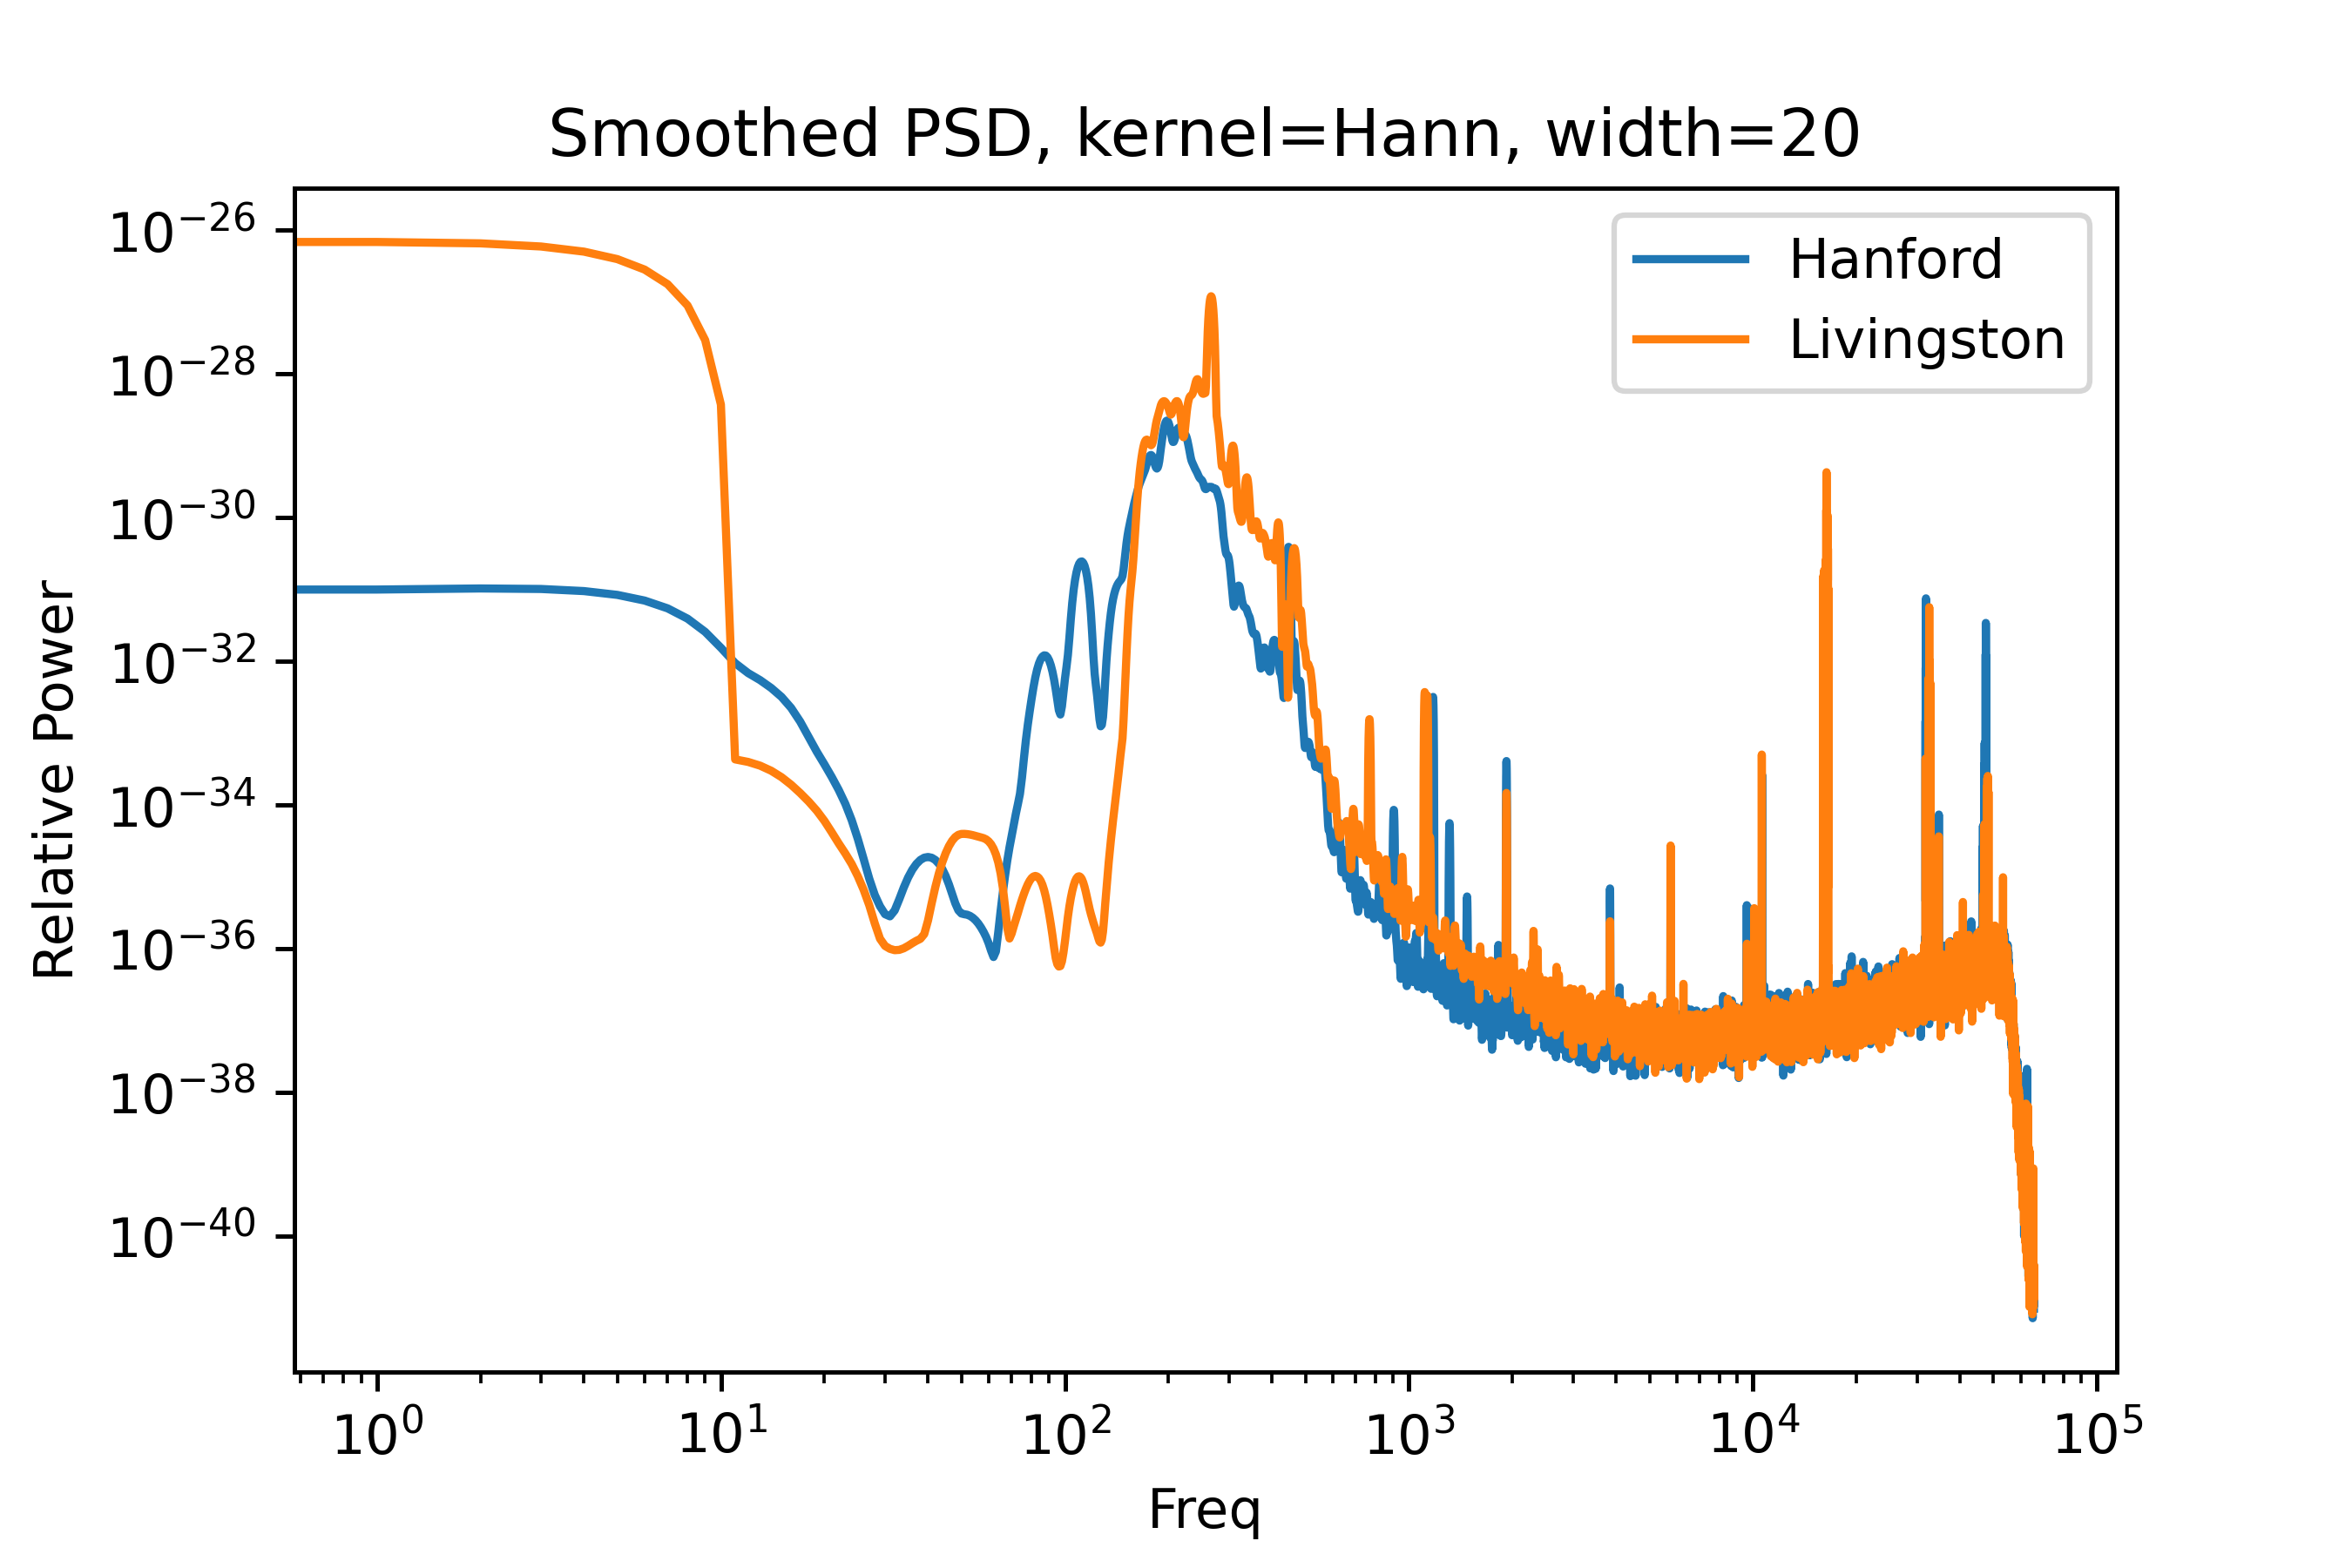 Smoothed PSD, kernel=Hann, width=20
Hanford
Livingston
Relative Power
10⁻²⁶
10⁻²⁸
10⁻³⁰
10⁻³²
10⁻³⁴
10⁻³⁶
10⁻³⁸
10⁻⁴⁰
10⁰ 10¹ 10² 10³ 10⁴ 10⁵
Freq